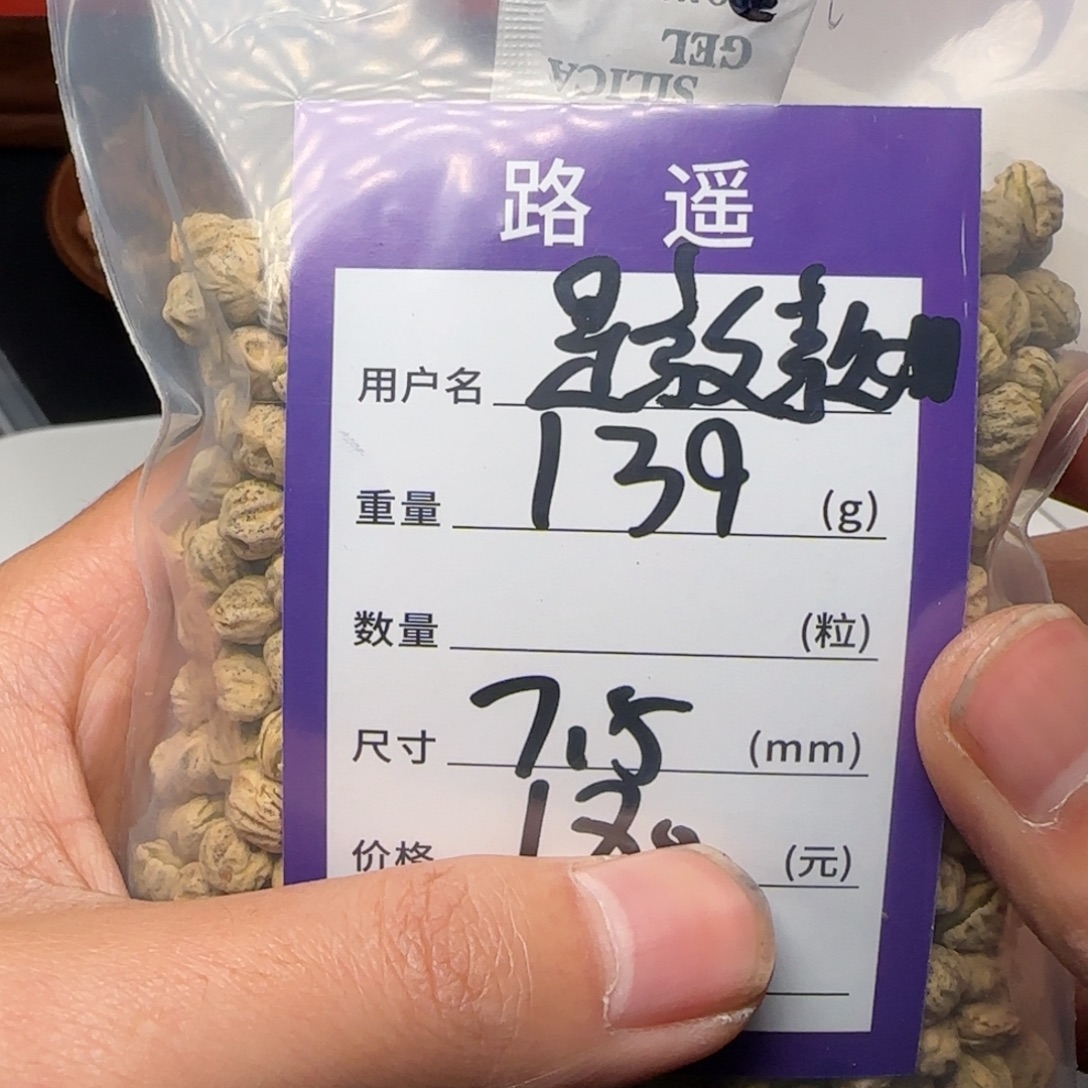 SILICA
GEL
路遥
用户名
重量 139 (g)
数量 (粒)
尺寸 7.5 (mm)
价格 (元)